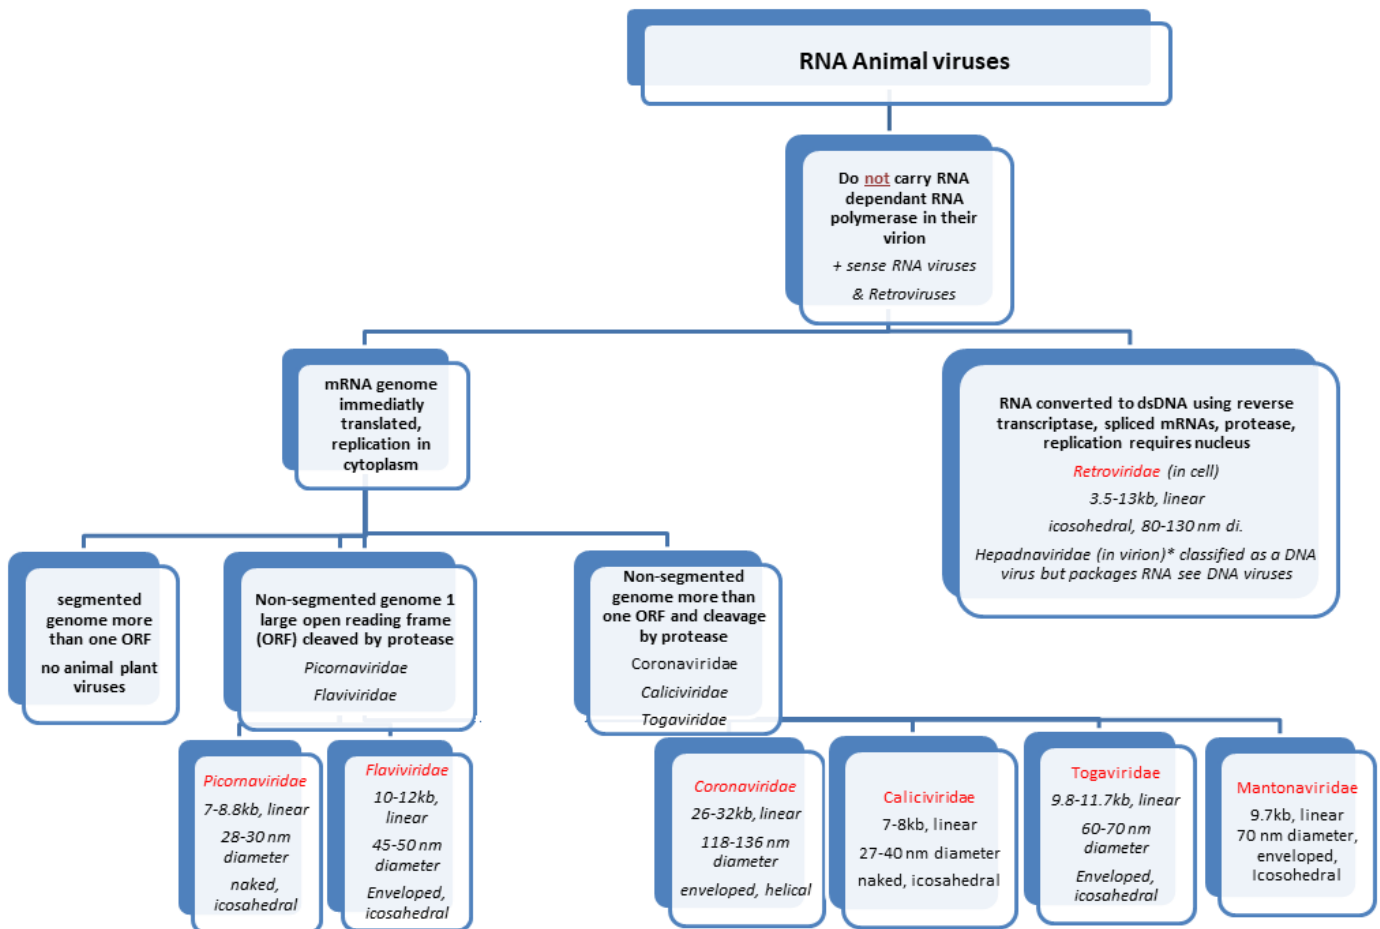 RNA Animal viruses
Do not carry RNA
dependant RNA
polymerase in their
virion
+ sense RNA viruses
& Retroviruses
mRNA genome
immediatly
translated,
replication in
cytoplasm
RNA converted to dsDNA using reverse
transcriptase, spliced mRNAs, protease,
replication requires nucleus
Retroviridae (in cell)
3.5-13kb, linear
icosohedral, 80-130 nm di.
Hepadnaviridae (in virion)* classified as a DNA
virus but packages RNA see DNA viruses
segmented
genome more
than one ORF
no animal plant
viruses
Non-segmented genome 1
large open reading frame
(ORF) cleaved by protease
Picornaviridae
Flaviviridae
Non-segmented
genome more than
one ORF and cleavage
by protease
Coronaviridae
Caliciviridae
Togaviridae
Picornaviridae
7-8.8kb, linear
28-30 nm
diameter
naked,
icosahedral
Flaviviridae
10-12kb,
linear
45-50 nm
diameter
Enveloped,
icosahedral
Coronaviridae
26-32kb, linear
118-136 nm
diameter
enveloped, helical
Caliciviridae
7-8kb, linear
27-40 nm diameter
naked, icosahedral
Togaviridae
9.8-11.7kb, linear
60-70 nm
diameter
Enveloped,
icosahedral
Mantonaviridae
9.7kb, linear
70 nm diameter,
enveloped,
Icosohedral